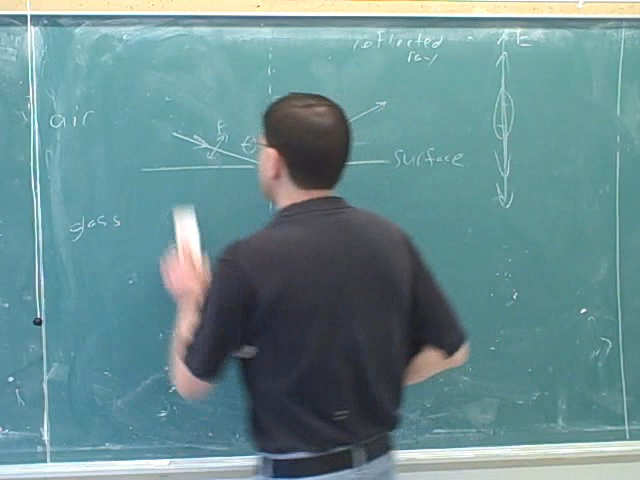 reflected
ray
E
air
E
θ
surface
glass